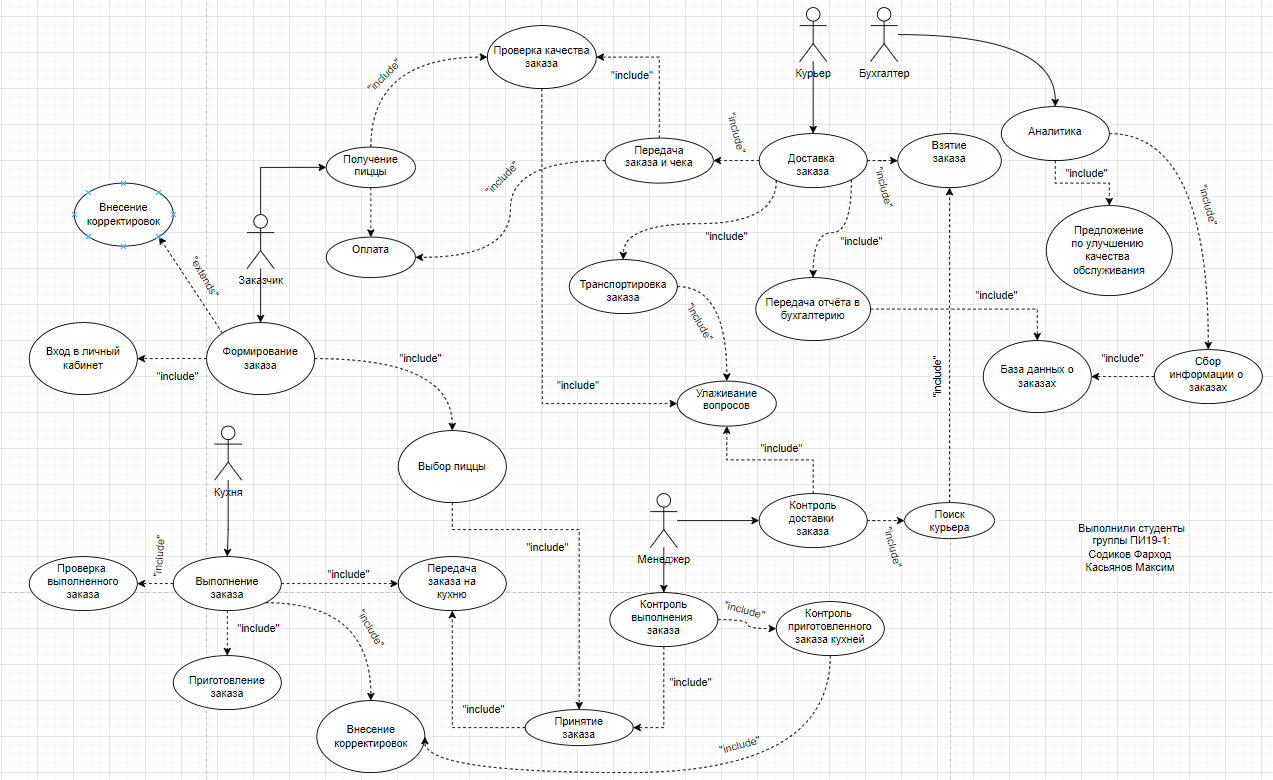 Проверка качества
заказа
"include"
"include"
Курьер
Бухгалтер
Аналитика
"include"
Получение
пиццы
"include"
Передача
заказа и чека
"include"
Доставка
заказа
"include"
Взятие
заказа
"include"
"include"
Внесение
корректировок
Оплата
Заказчик
"extends"
"include"
Транспортировка
заказа
"include"
"include"
Передача отчёта в
бухгалтерию
"include"
Предложение
по улучшению
качества
обслуживания
Вход в личный
кабинет
"include"
Формирование
заказа
"include"
"include"
Улаживание
вопросов
"include"
База данных о
заказах
"include"
Сбор
информации о
заказах
Кухня
Выбор пиццы
"include"
"include"
Менеджер
Контроль
доставки
заказа
"include"
Поиск
курьера
Выполнили студенты
группы ПИ19-1:
Содиков Фарход
Касьянов Максим
Проверка
выполненного
заказа
"include"
Выполнение
заказа
"include"
Передача
заказа на
кухню
"include"
"include"
Контроль
выполнения
заказа
"include"
Контроль
приготовленного
заказа кухней
Приготовление
заказа
"include"
"include"
Внесение
корректировок
Принятие
заказа
"include"